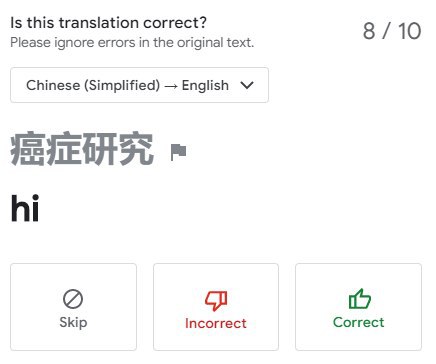 Is this translation correct?
8 / 10
Please ignore errors in the original text.
Chinese (Simplified) → English
癌症研究
hi
Skip
Incorrect
Correct